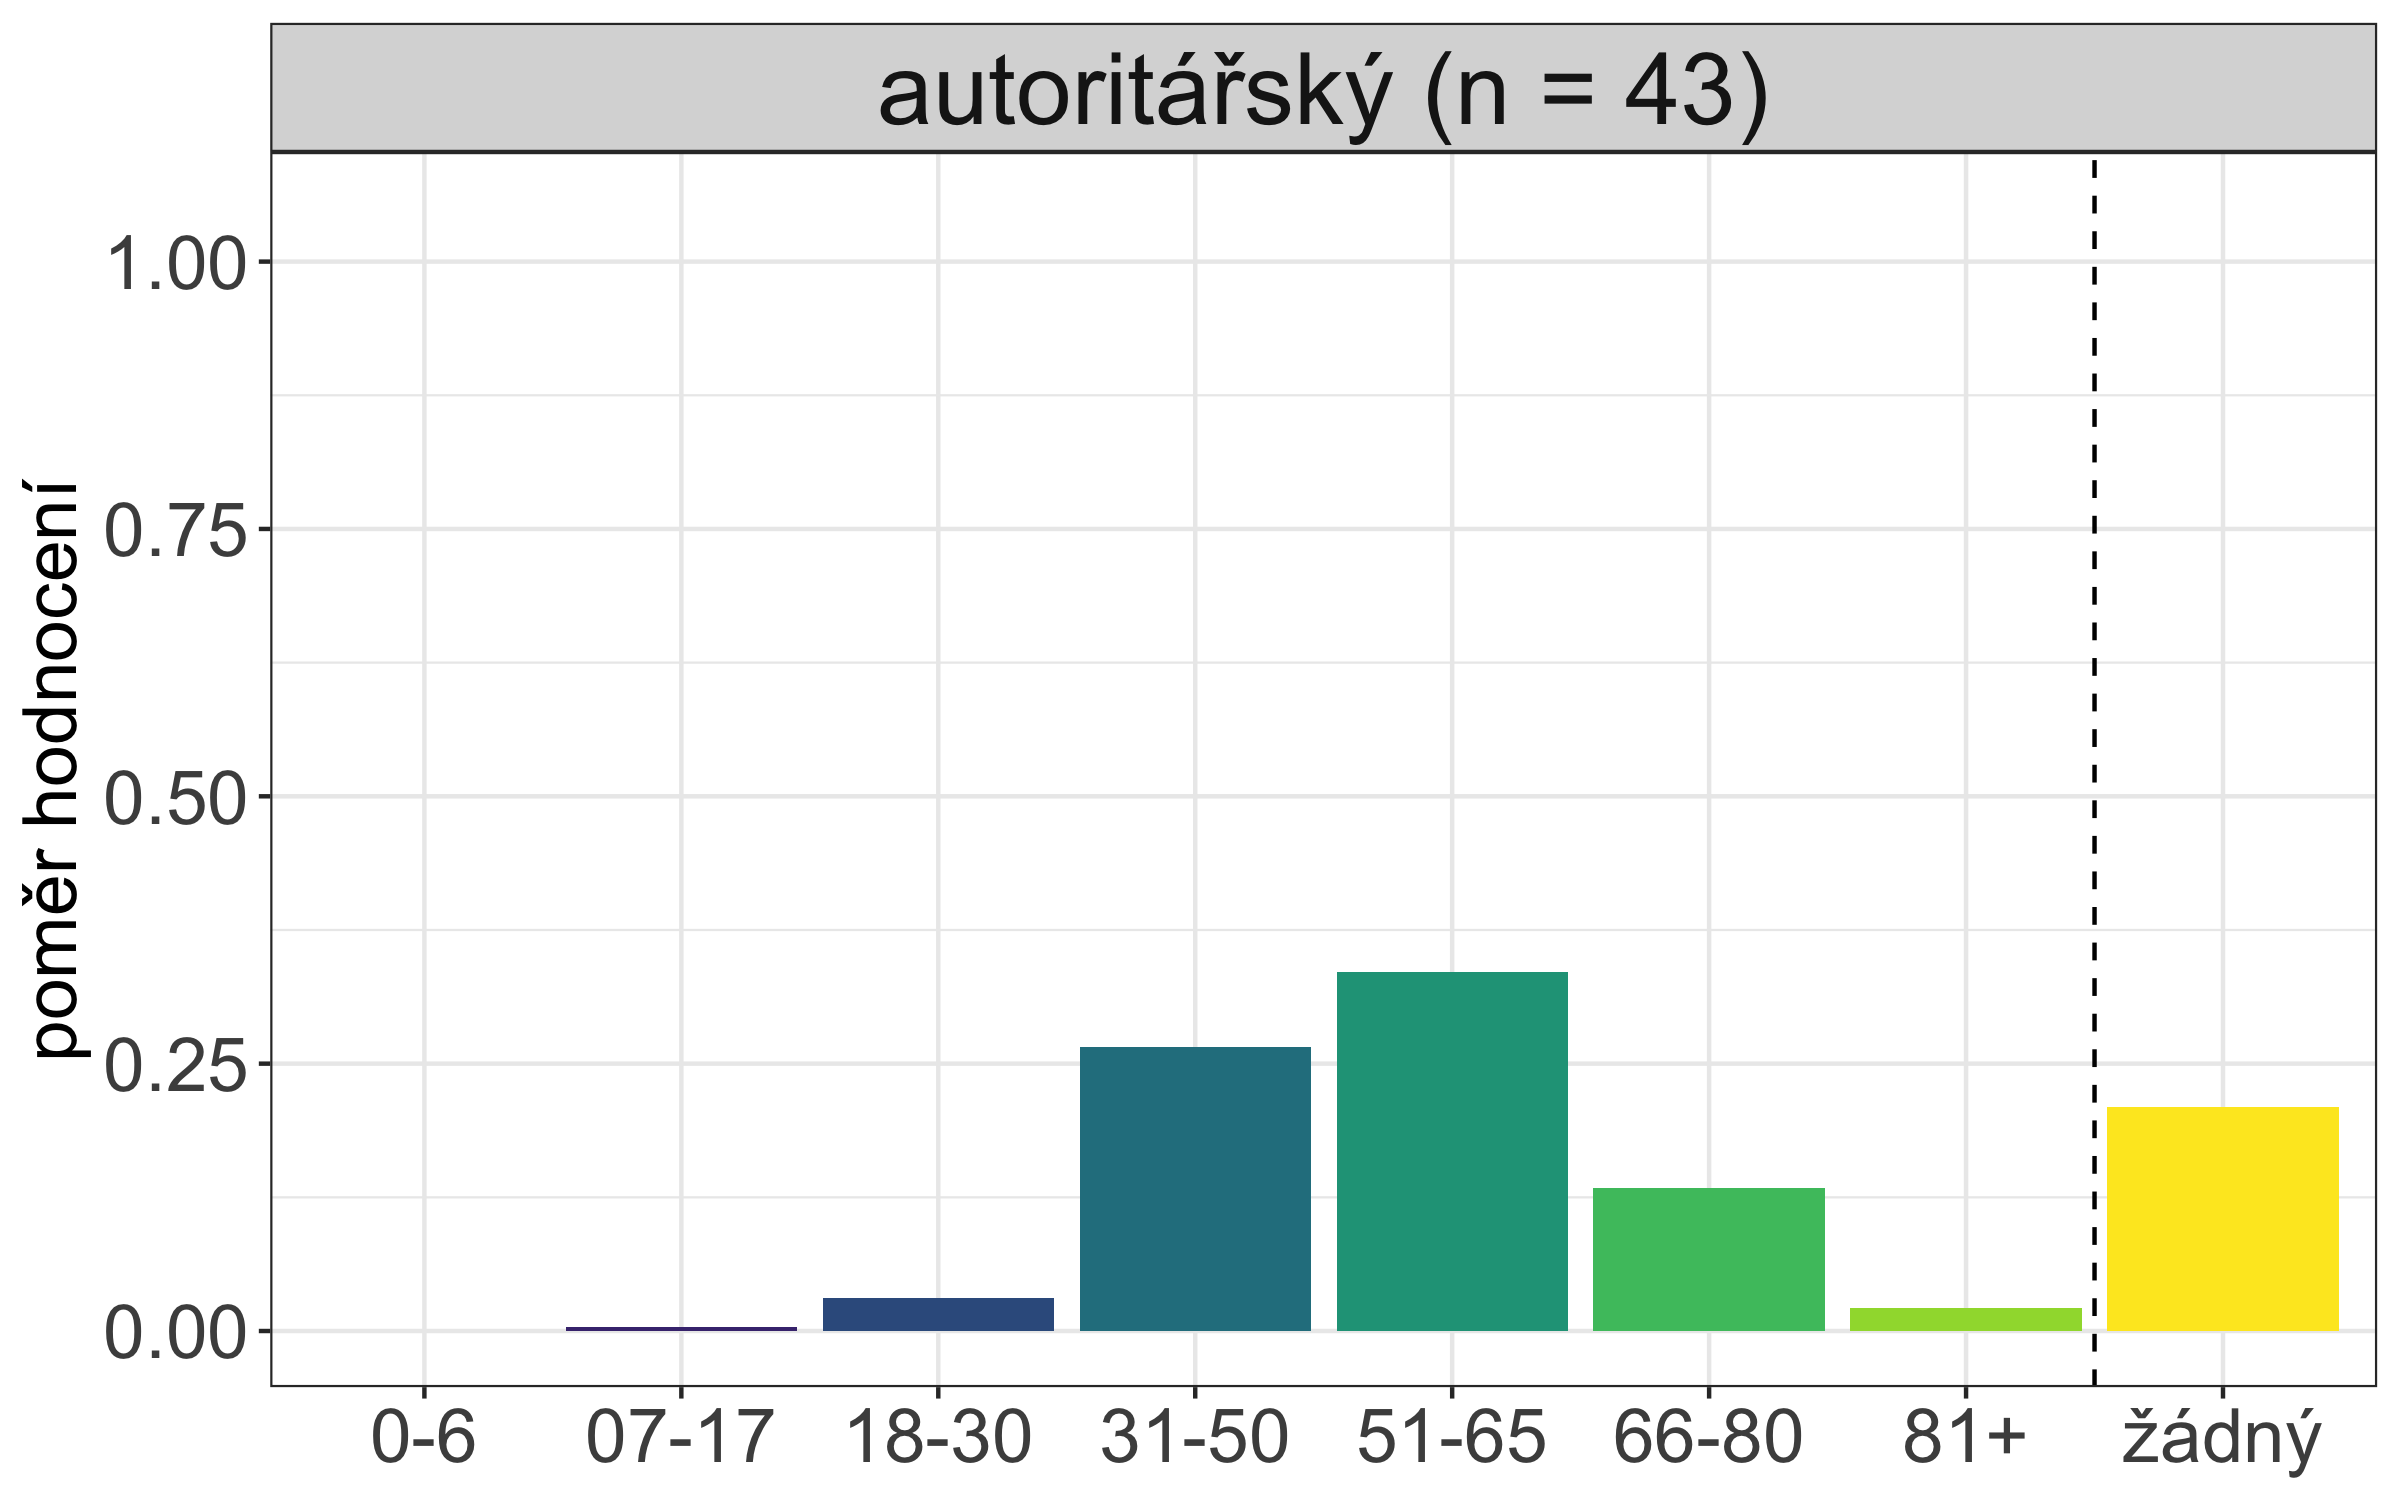 autoritářský (n = 43)
poměr hodnocení
1.00
0.75
0.50
0.25
0.00
0-6 07-17 18-30 31-50 51-65 66-80 81+ žádný